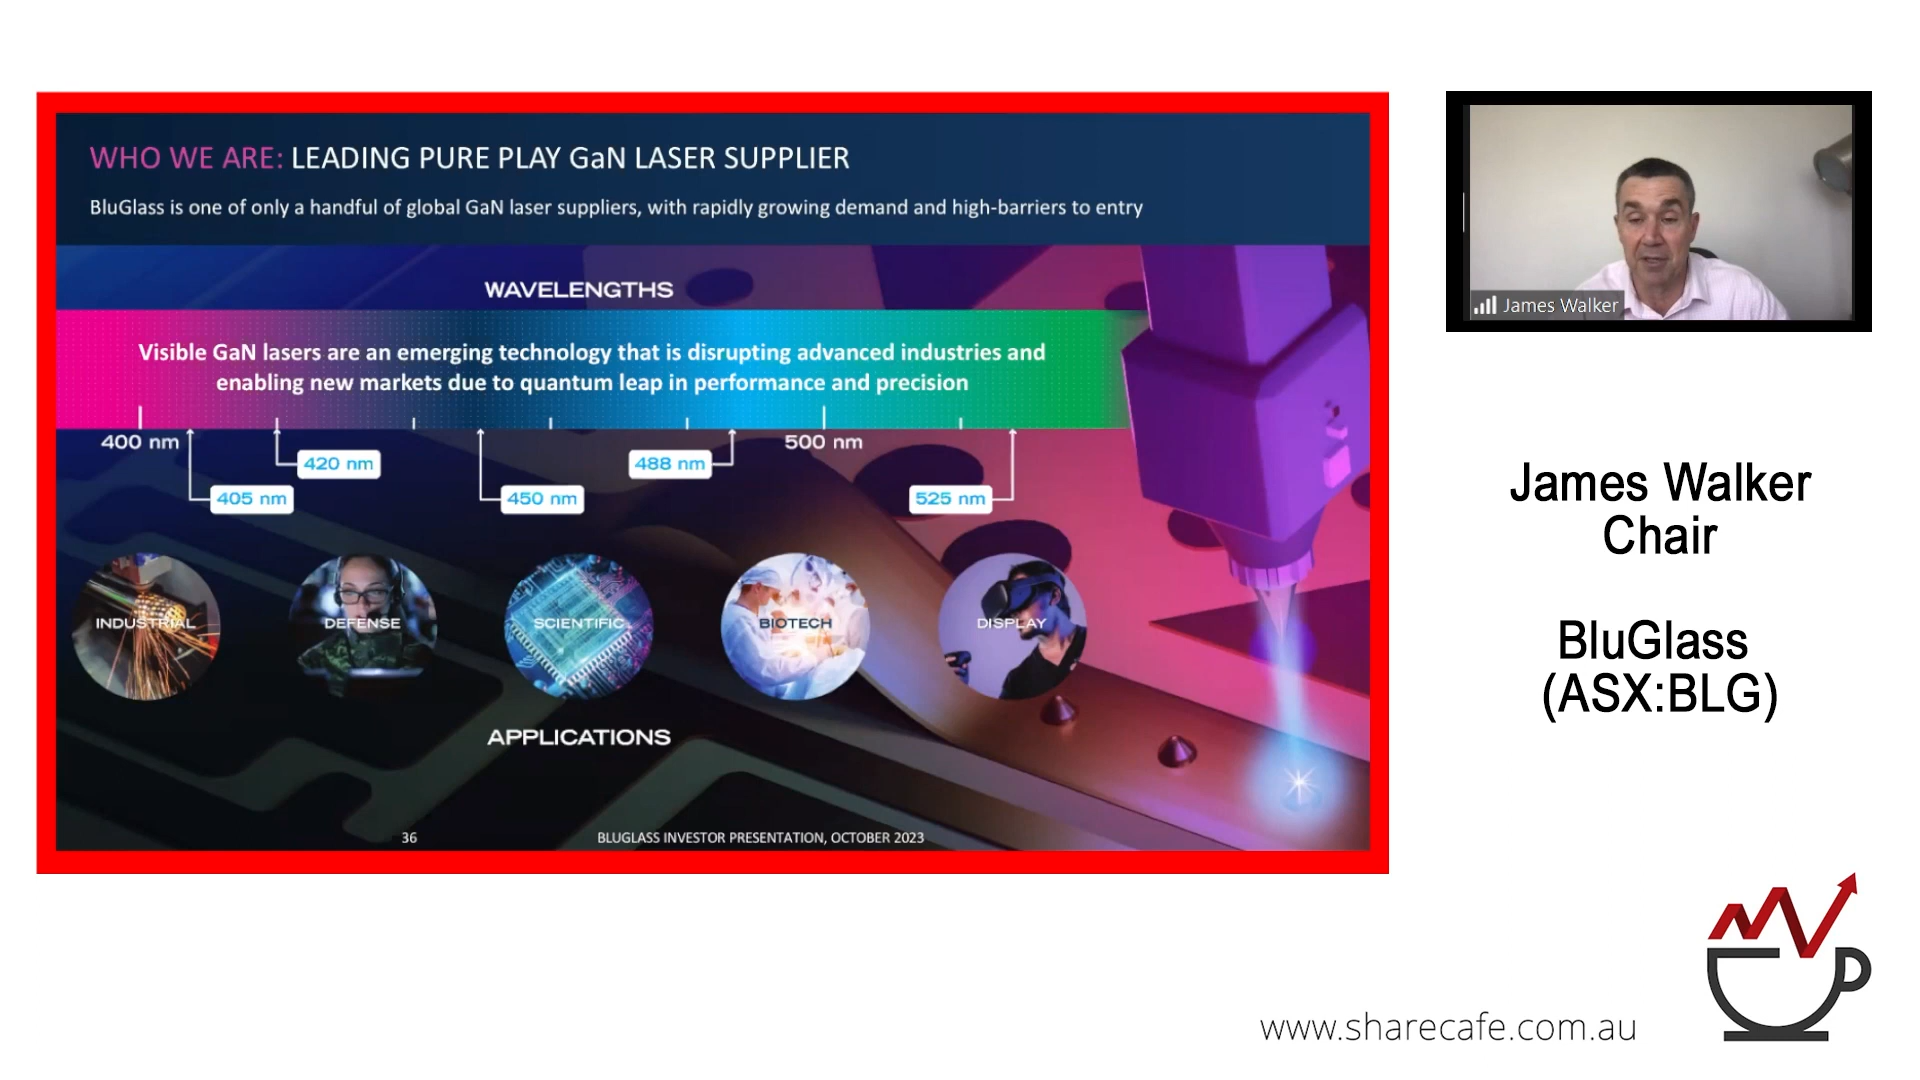 WHO WE ARE: LEADING PURE PLAY GaN LASER SUPPLIER
BluGlass is one of only a handful of global GaN laser suppliers, with rapidly growing demand and high-barriers to entry
WAVELENGTHS
Visible GaN lasers are an emerging technology that is disrupting advanced industries and
enabling new markets due to quantum leap in performance and precision
400 nm
500 nm
420 nm
488 nm
405 nm
450 nm
525 nm
INDUSTRIAL
DEFENSE
SCIENTIFIC
BIOTECH
DISPLAY
APPLICATIONS
36
BLUGLASS INVESTOR PRESENTATION, OCTOBER 2023
James Walker
James Walker
Chair
BluGlass
(ASX:BLG)
www.sharecafe.com.au